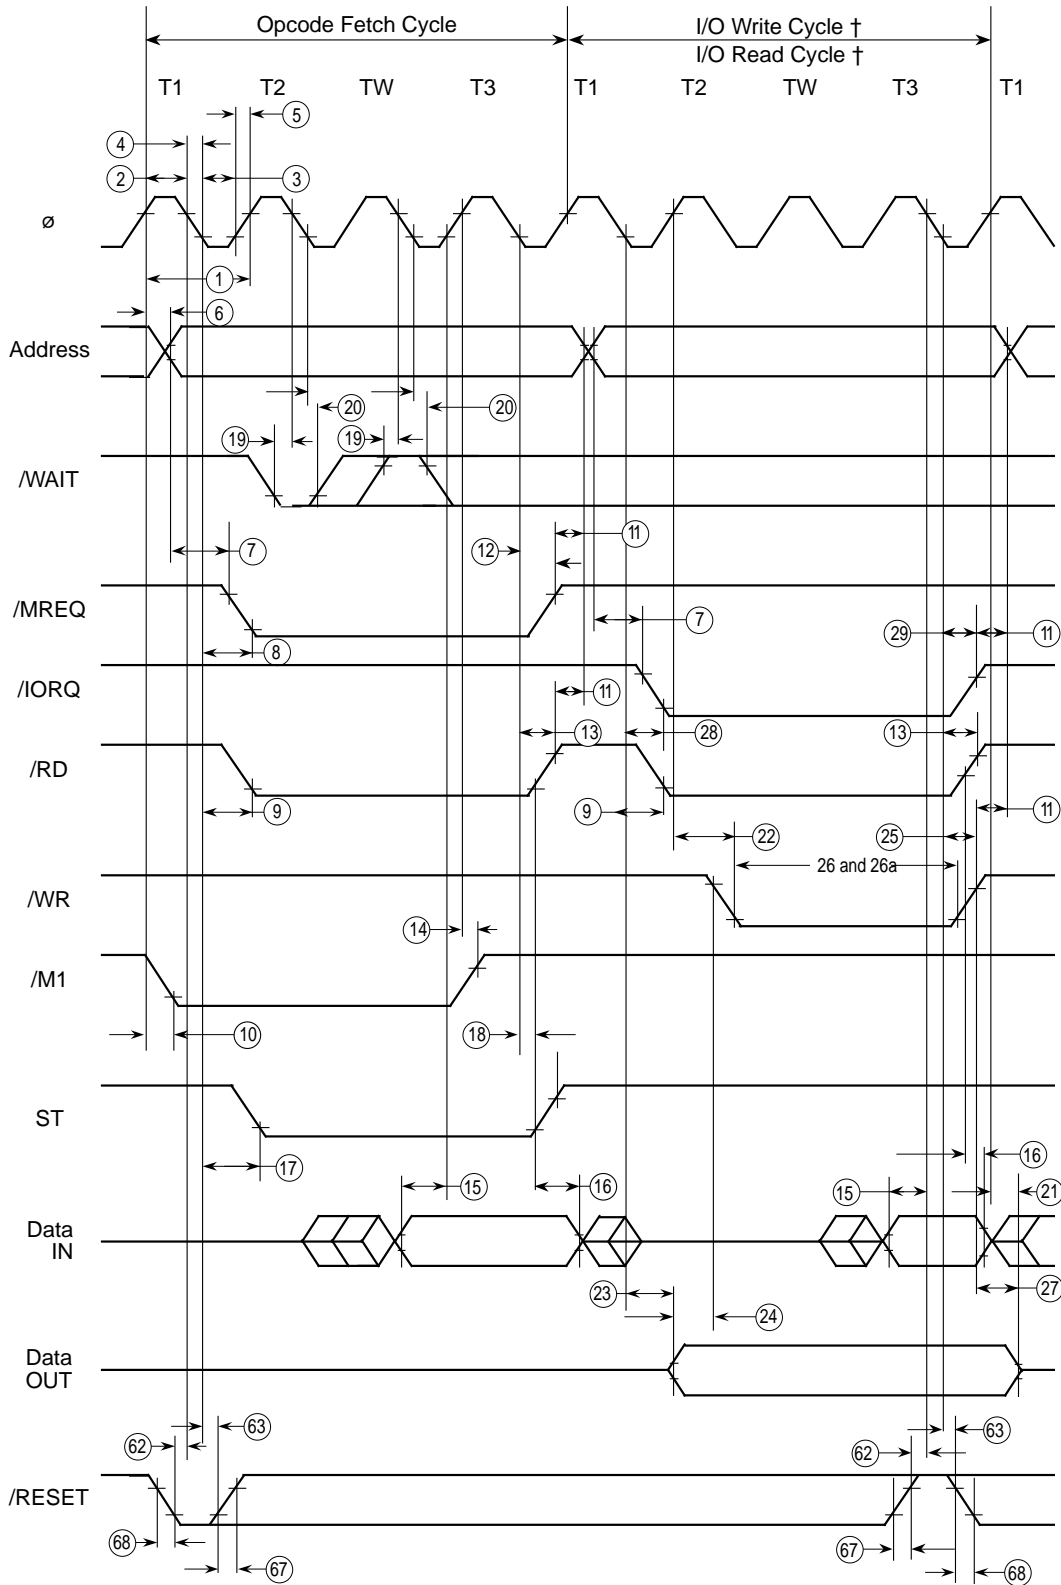 Opcode Fetch Cycle
I/O Write Cycle †
I/O Read Cycle †
T1 T2 TW T3 T1 T2 TW T3 T1
5
4
2 3
ø
1
6
Address
20 20
19 19
/WAIT
11
7 12
/MREQ
7 29 11
8
/IORQ
11
13 28 13
/RD
9 9 11
22 25
26 and 26a
/WR
14
/M1
10 18
ST
17 16
15 16 15 21
Data
IN
23 27
24
Data
OUT
63 63
62 62
/RESET
68 67
67 68